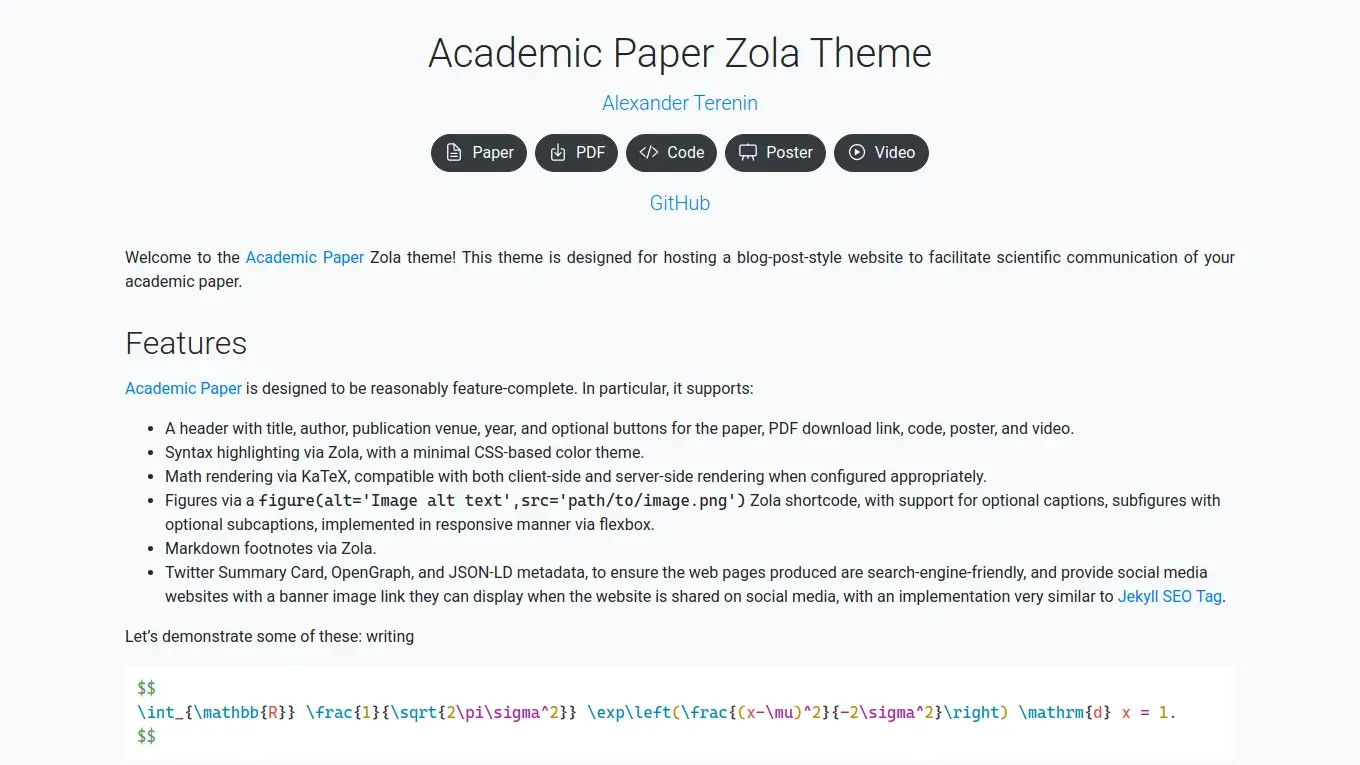 Academic Paper Zola Theme
Alexander Terenin
Paper PDF Code Poster Video
GitHub
Welcome to the Academic Paper Zola theme! This theme is designed for hosting a blog-post-style website to facilitate scientific communication of your
academic paper.
Features
Academic Paper is designed to be reasonably feature-complete. In particular, it supports:
• A header with title, author, publication venue, year, and optional buttons for the paper, PDF download link, code, poster, and video.
• Syntax highlighting via Zola, with a minimal CSS-based color theme.
• Math rendering via KaTeX, compatible with both client-side and server-side rendering when configured appropriately.
• Figures via a figure(alt='Image alt text',src='path/to/image.png') Zola shortcode, with support for optional captions, subfigures with
optional subcaptions, implemented in responsive manner via flexbox.
• Markdown footnotes via Zola.
• Twitter Summary Card, OpenGraph, and JSON-LD metadata, to ensure the web pages produced are search-engine-friendly, and provide social media
websites with a banner image link they can display when the website is shared on social media, with an implementation very similar to Jekyll SEO Tag.
Let’s demonstrate some of these: writing
$$
\int_{\mathbb{R}} \frac{1}{\sqrt{2\pi\sigma^2}} \exp\left(\frac{(x-\mu)^2}{-2\sigma^2}\right) \mathrm{d} x = 1.
$$